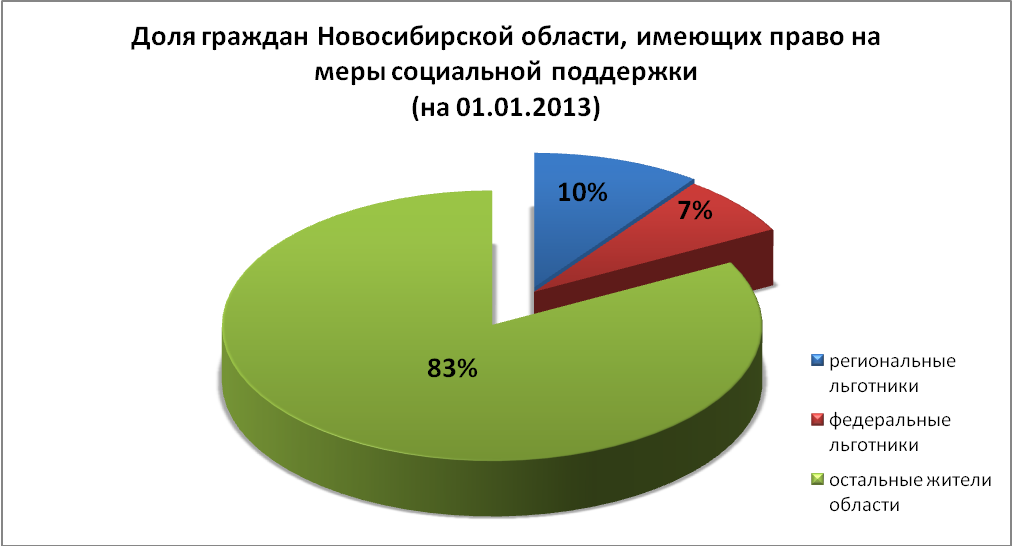 Доля граждан Новосибирской области, имеющих право на
меры социальной поддержки
(на 01.01.2013)
10%
7%
83%
региональные
льготники
федеральные
льготники
остальные жители
области